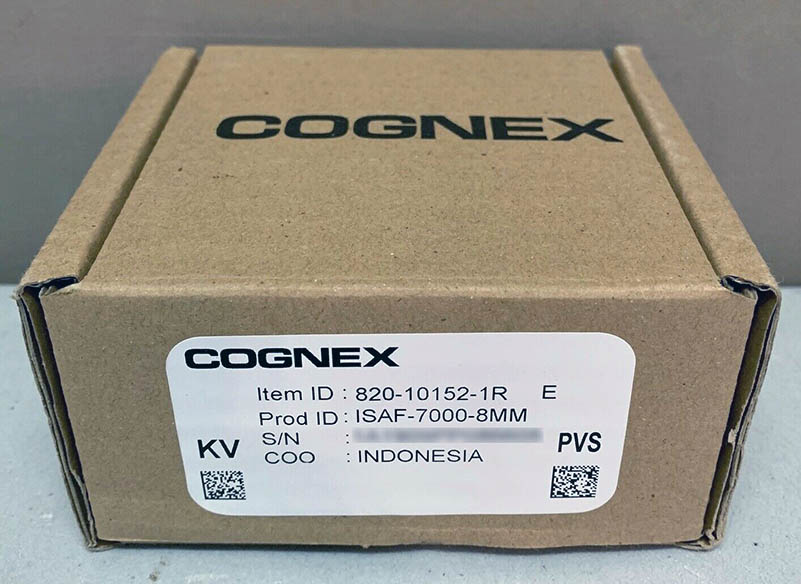 COGNEX
COGNEX
Item ID : 820-10152-1R E
Prod ID : ISAF-7000-8MM
S/N :
COO : INDONESIA
KV
PVS